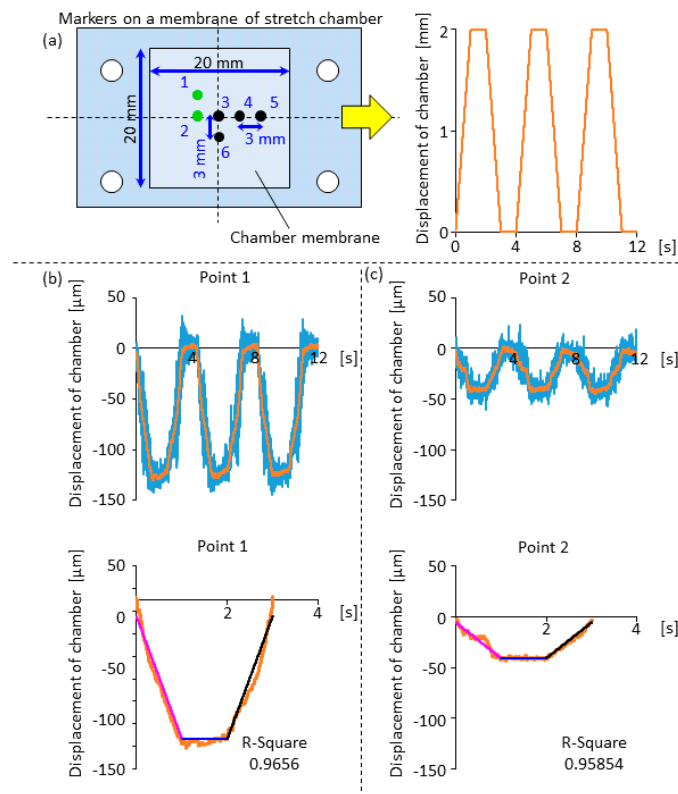 Markers on a membrane of stretch chamber
(a)
20 mm
20 mm
1
2
3
4
5
3 mm
3 mm
6
Chamber membrane
Displacement of chamber [mm]
2
1
0
0
4
8
12
[s]
(b)
Point 1
Displacement of chamber [µm]
50
0
-50
-100
-150
4
8
12
[s]
(c)
Point 2
Displacement of chamber [µm]
50
0
-50
-100
-150
4
8
12
[s]
Point 1
Displacement of chamber [µm]
50
0
-50
-100
-150
2
4
[s]
R-Square
0.9656
Point 2
Displacement of chamber [µm]
50
0
-50
-100
-150
2
4
[s]
R-Square
0.95854